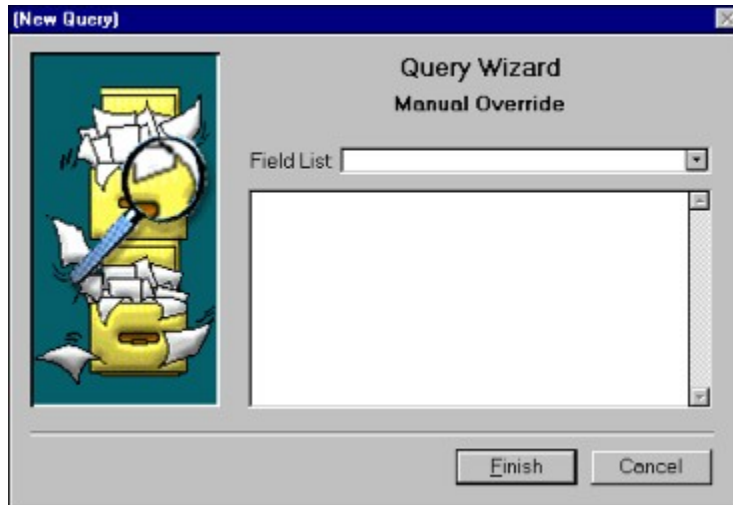 (New Query)
Query Wizard
Manual Override
Field List
Finish
Cancel